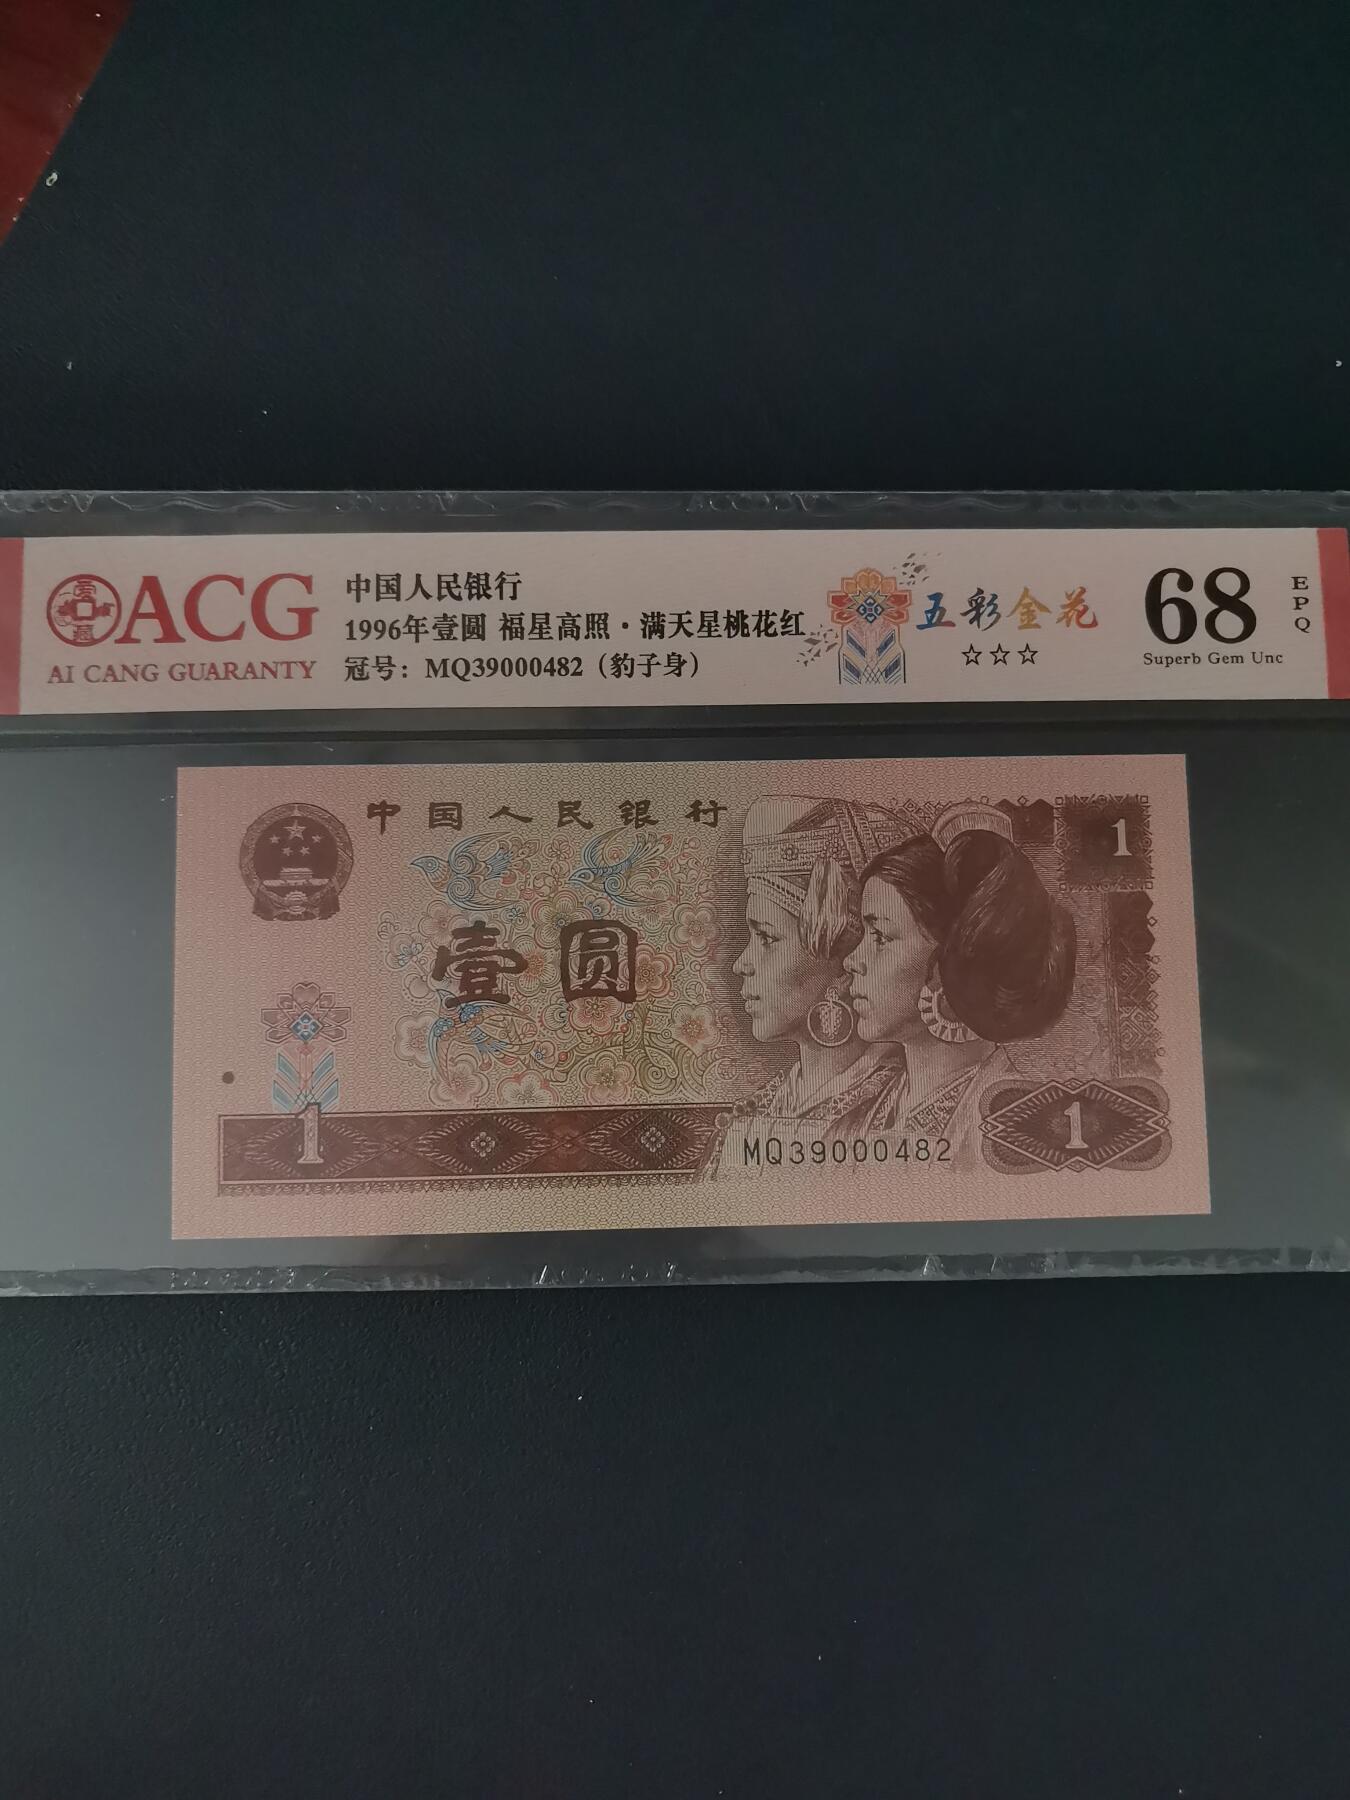 ACG
AI CANG GUARANTY
中国人民银行
1996年壹圆 福星高照·满天星桃花红
冠号：MQ39000482（豹子身）
五彩金花
☆☆☆
68
Superb Gem Unc
EPQ
中国人民银行
1
壹圆
1
MQ39000482
1